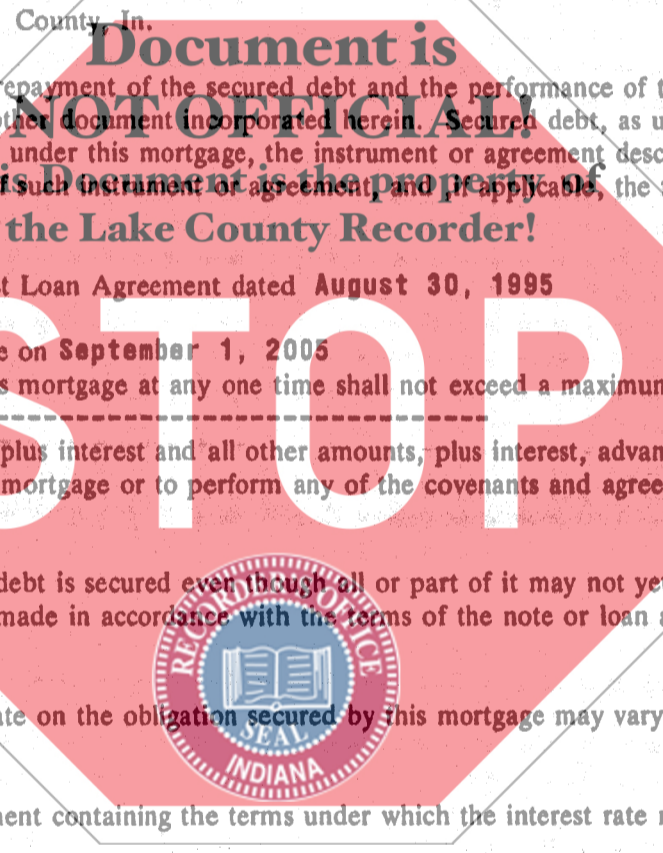 County, In.
Document is
repayment of the secured debt and the performance of t
NOT OFFICIAL!
other document incorporated herein. Secured debt, as u
under this mortgage, the instrument or agreement desc
is Document is the property of
f such instrument or agreement, and , if applicable, the
the Lake County Recorder!
st Loan Agreement dated August 30, 1995
STOP
e on September 1, 2005
s mortgage at any one time shall not exceed a maximum
plus interest and all other amounts, plus interest, advan
mortgage or to perform any of the covenants and agree
debt is secured even though all or part of it may not ye
made in accordance with the terms of the note or loan a
RECORDER'S OFFICE
SEAL
INDIANA
ate on the obligation secured by this mortgage may vary
ment containing the terms under which the interest rate